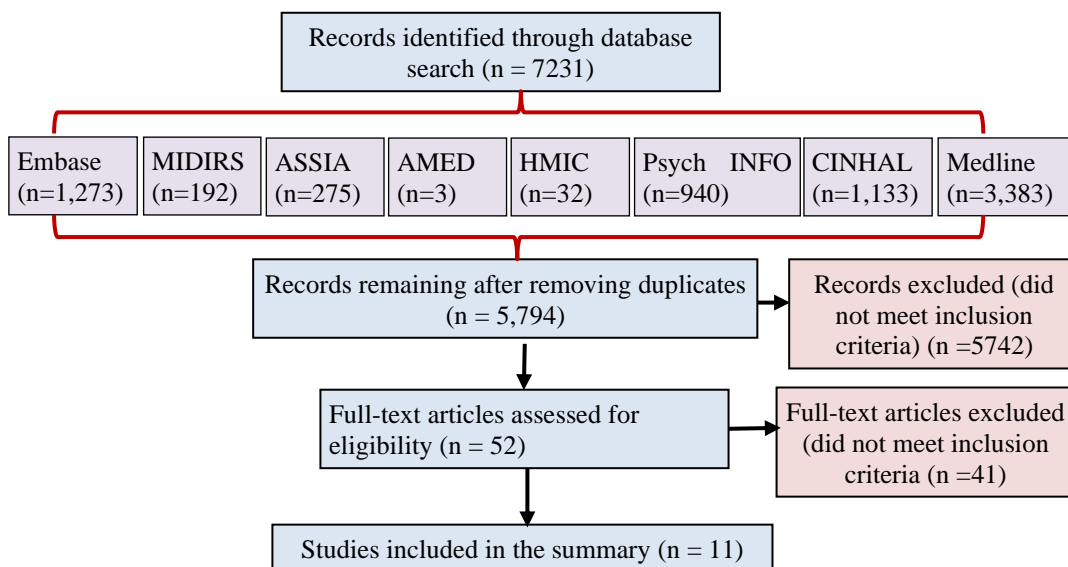 Records identified through database
search (n = 7231)
Embase
(n=1,273)
MIDIRS
(n=192)
ASSIA
(n=275)
AMED
(n=3)
HMIC
(n=32)
Psych INFO
(n=940)
CINHAL
(n=1,133)
Medline
(n=3,383)
Records remaining after removing duplicates
(n = 5,794)
Records excluded (did
not meet inclusion
criteria) (n =5742)
Full-text articles assessed for
eligibility (n = 52)
Full-text articles excluded
(did not meet inclusion
criteria (n =41)
Studies included in the summary (n = 11)